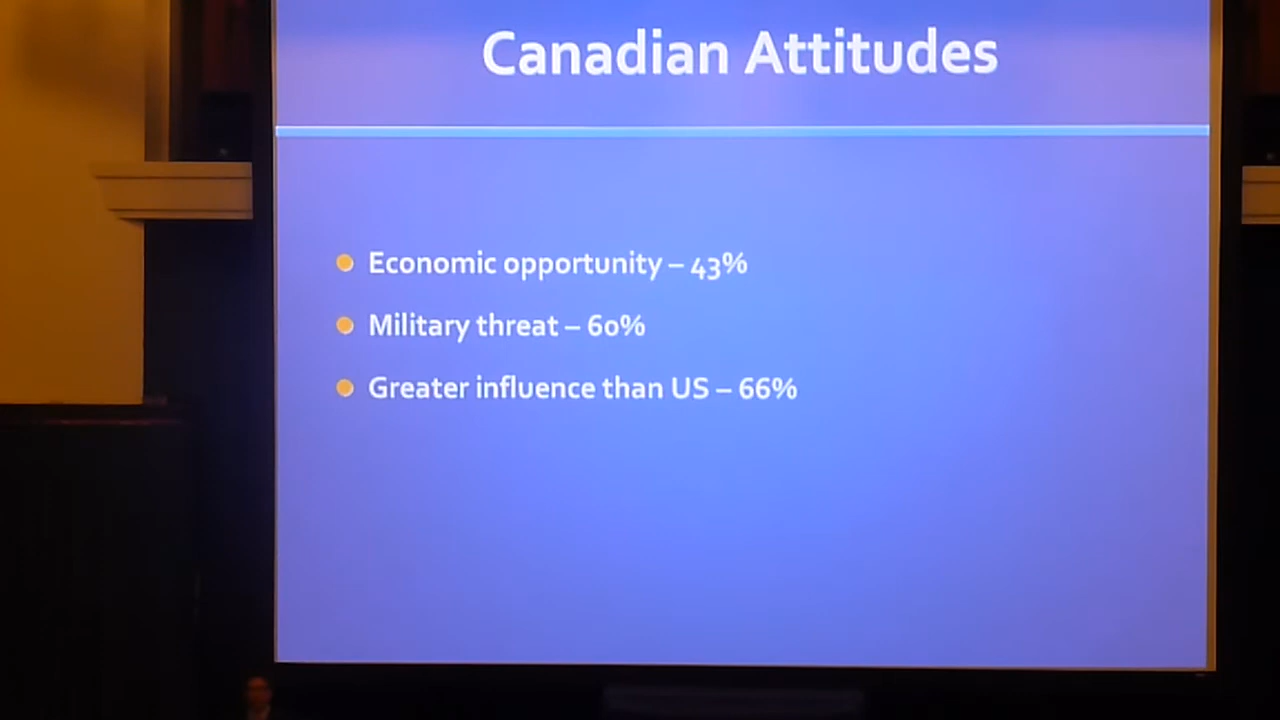 Canadian Attitudes
Economic opportunity – 43%
Military threat – 60%
Greater influence than US – 66%